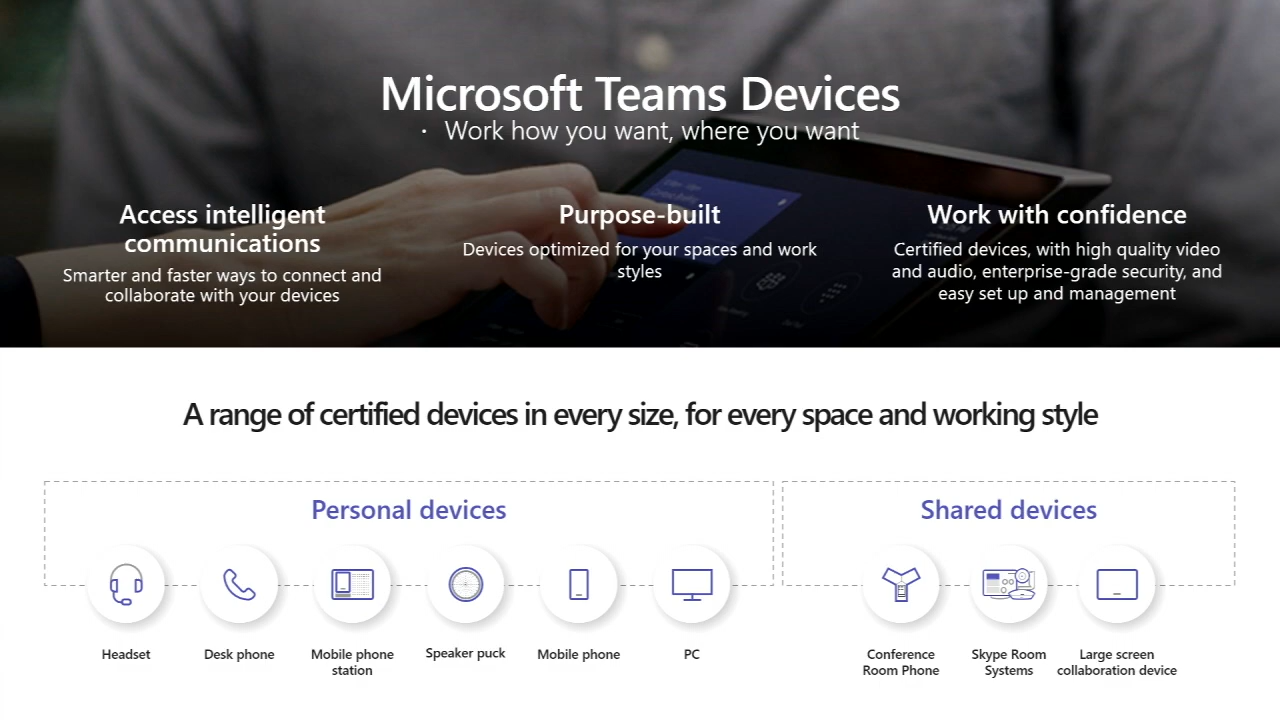 Microsoft Teams Devices
· Work how you want, where you want
Access intelligent
communications
Smarter and faster ways to connect and
collaborate with your devices
Purpose-built
Devices optimized for your spaces and work
styles
Work with confidence
Certified devices, with high quality video
and audio, enterprise-grade security, and
easy set up and management
A range of certified devices in every size, for every space and working style
Personal devices
Headset
Desk phone
Mobile phone
station
Speaker puck
Mobile phone
PC
Shared devices
Conference
Room Phone
Skype Room
Systems
Large screen
collaboration device